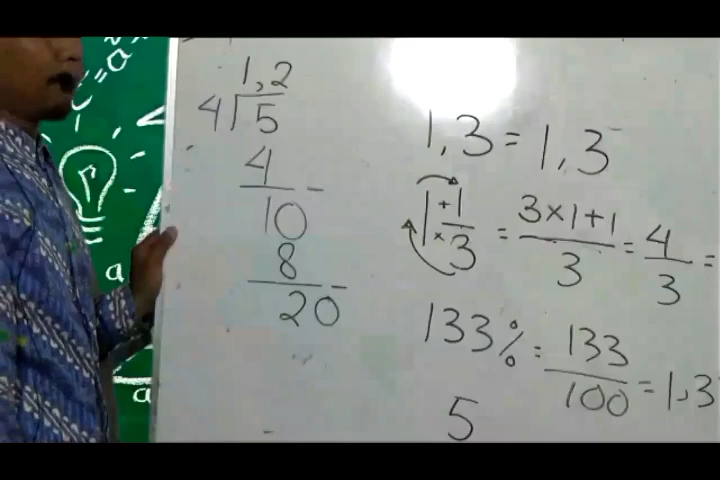 1,2
4 5
4
10 -
8
20 -
1,3 = 1,3
1 + 1/3 × = 3×1+1/3 = 4/3 =
133% = 133/100 = 1,3
5
a
a